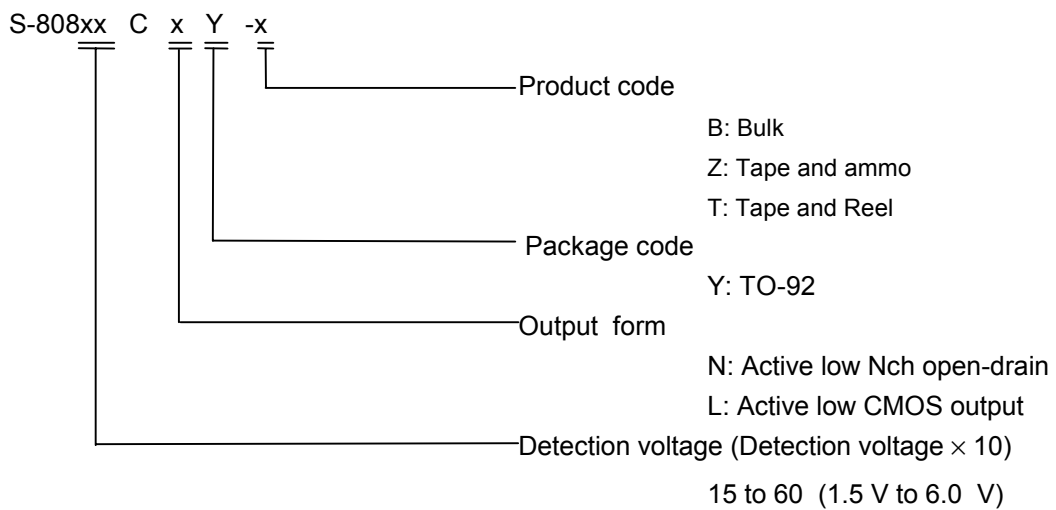 S-808xx C x Y -x
Product code
B: Bulk
Z: Tape and ammo
T: Tape and Reel
Package code
Y: TO-92
Output form
N: Active low Nch open-drain
L: Active low CMOS output
Detection voltage (Detection voltage × 10)
15 to 60 (1.5 V to 6.0 V)